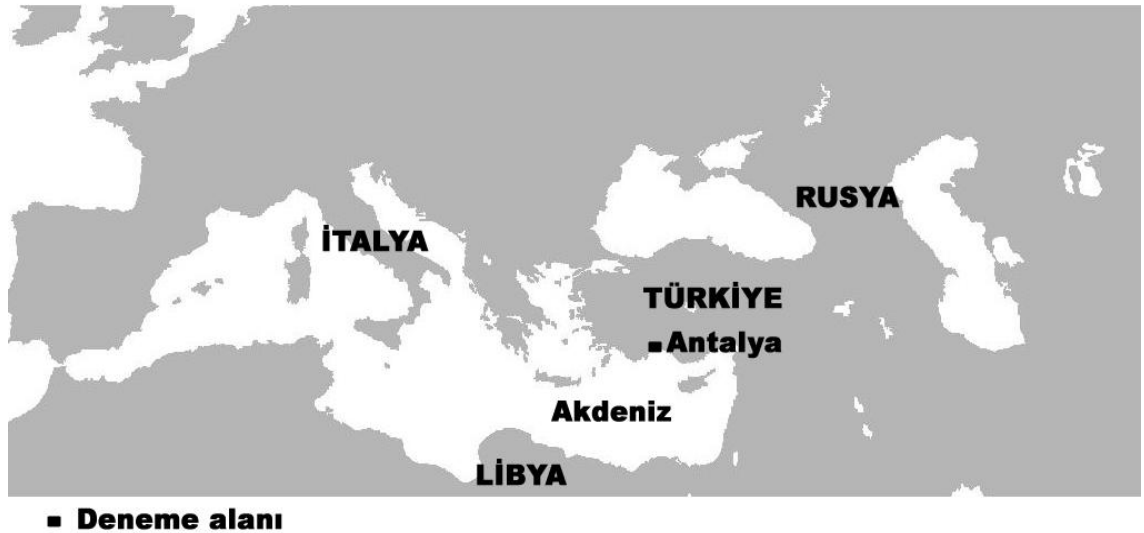 RUSYA
İTALYA
TÜRKİYE
Antalya
Akdeniz
LİBYA
Deneme alanı